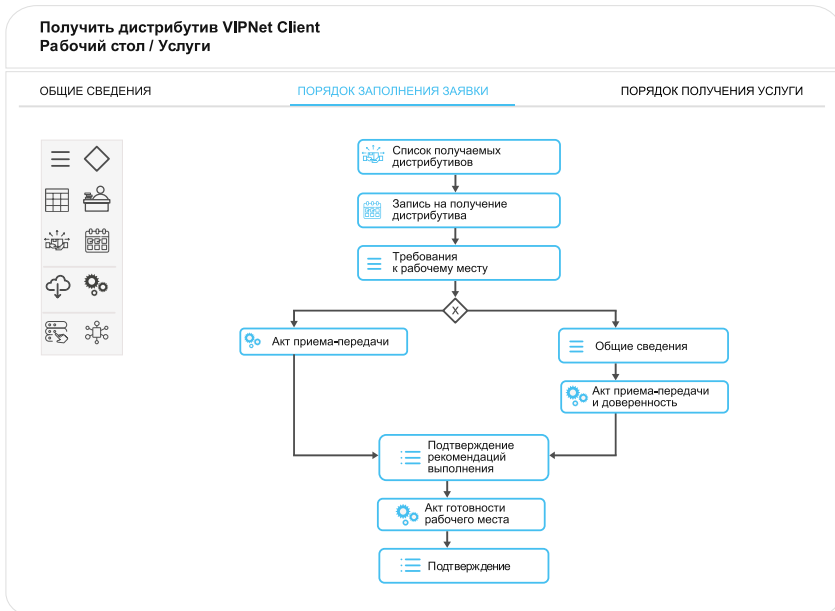 Получить дистрибутив VIPNet Client
Рабочий стол / Услуги
ОБЩИЕ СВЕДЕНИЯ
ПОРЯДОК ЗАПОЛНЕНИЯ ЗАЯВКИ
ПОРЯДОК ПОЛУЧЕНИЯ УСЛУГИ
Список получаемых
дистрибутивов
Запись на получение
дистрибутива
Требования
к рабочему месту
X
Акт приема-передачи
Общие сведения
Акт приема-передачи
и доверенность
Подтверждение
рекомендаций
выполнения
Акт готовности
рабочего места
Подтверждение